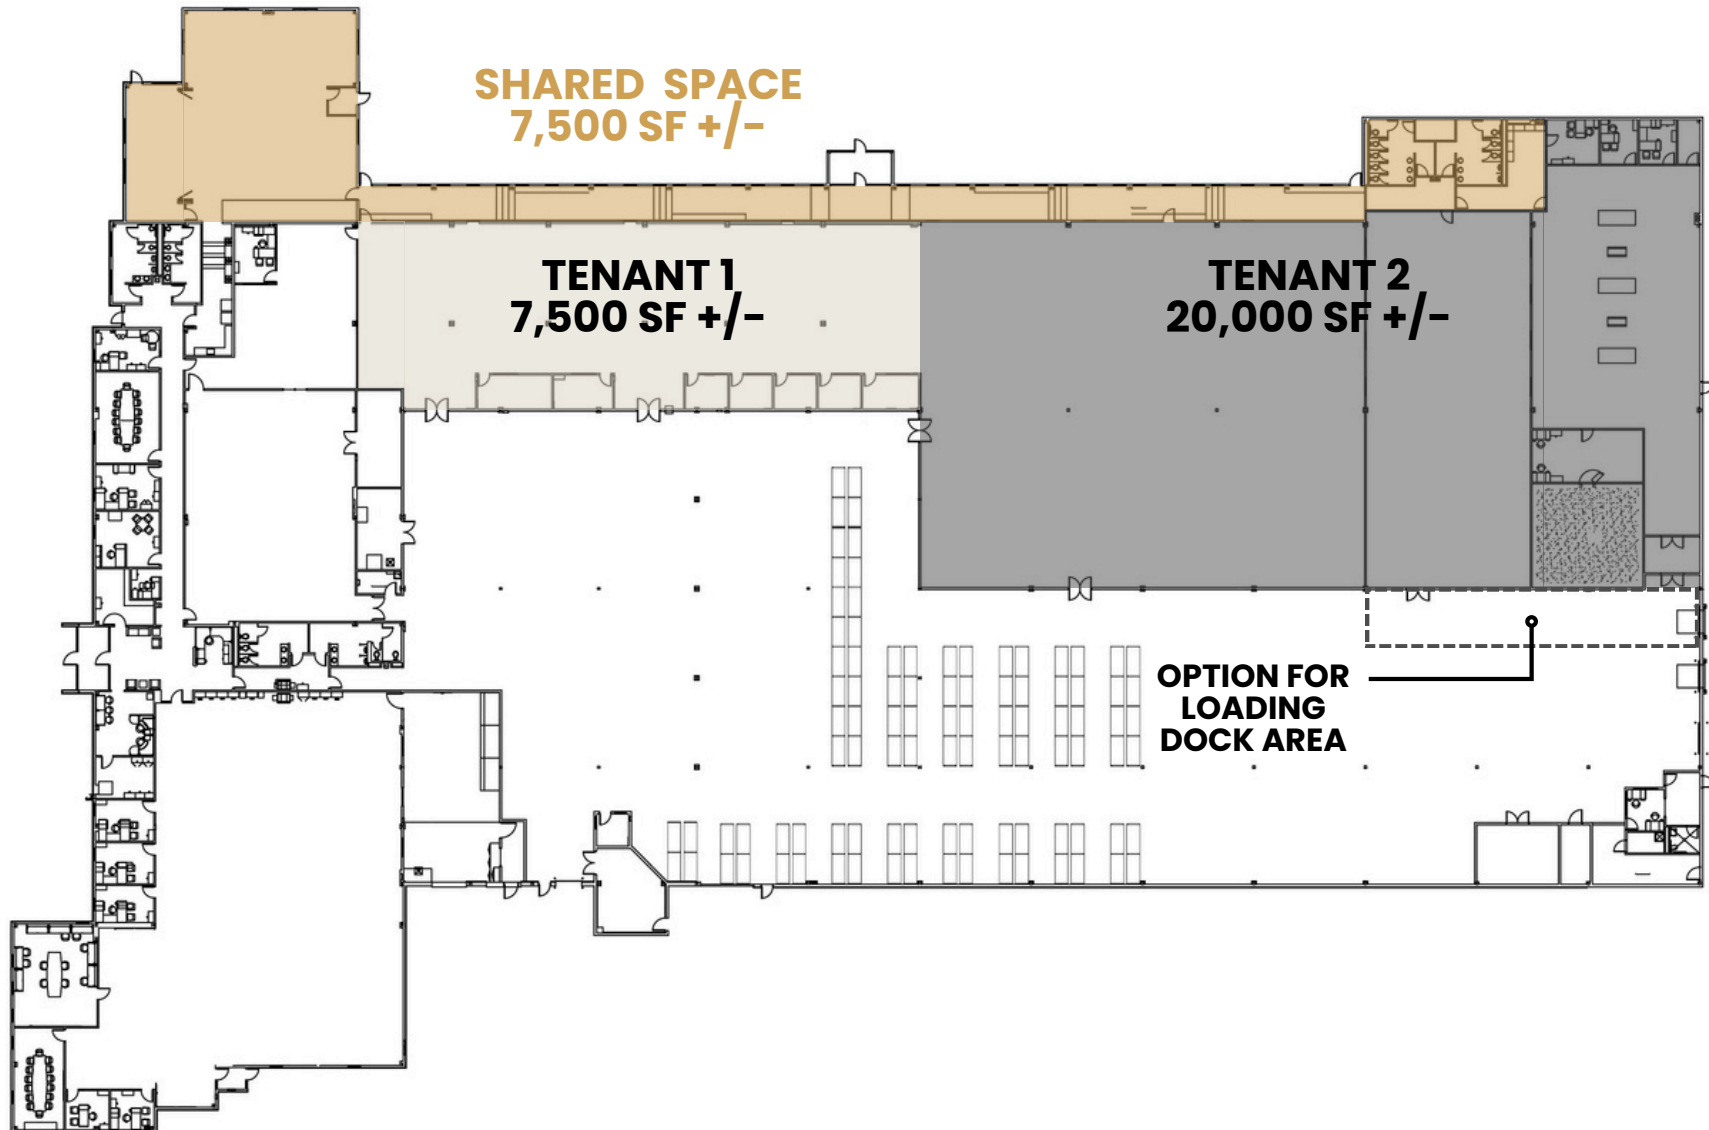 SHARED SPACE
7,500 SF +/-
TENANT 1
7,500 SF +/-
TENANT 2
20,000 SF +/-
OPTION FOR
LOADING
DOCK AREA